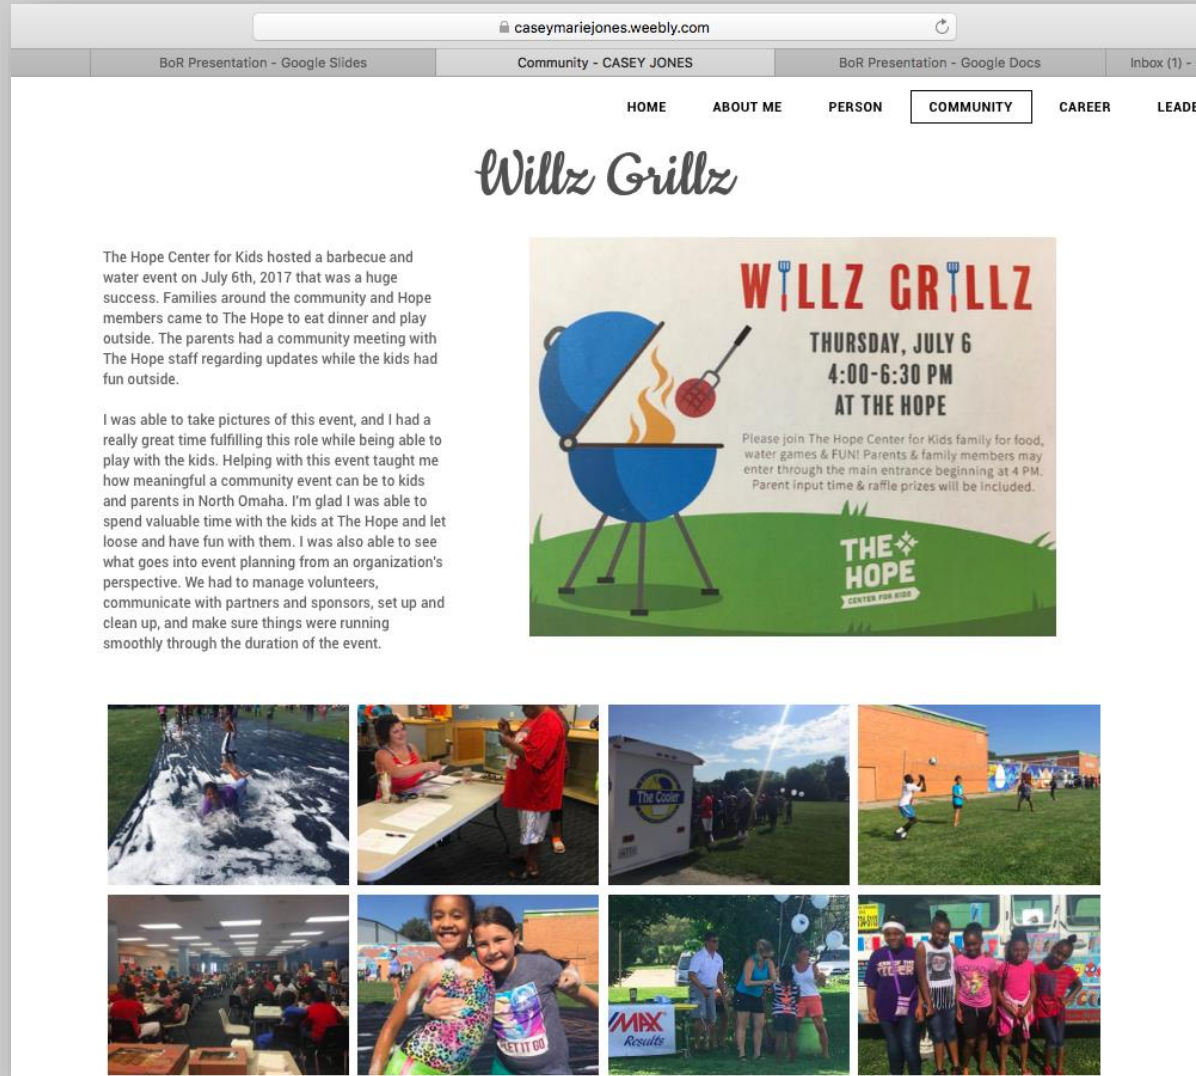 caseymariejones.weebly.com
BoR Presentation - Google Slides
Community - CASEY JONES
BoR Presentation - Google Docs
Inbox (1) -
HOME
ABOUT ME
PERSON
COMMUNITY
CAREER
LEADE
Willz Grillz
The Hope Center for Kids hosted a barbecue and
water event on July 6th, 2017 that was a huge
success. Families around the community and Hope
members came to The Hope to eat dinner and play
outside. The parents had a community meeting with
The Hope staff regarding updates while the kids had
fun outside.
I was able to take pictures of this event, and I had a
really great time fulfilling this role while being able to
play with the kids. Helping with this event taught me
how meaningful a community event can be to kids
and parents in North Omaha. I'm glad I was able to
spend valuable time with the kids at The Hope and let
loose and have fun with them. I was also able to see
what goes into event planning from an organization's
perspective. We had to manage volunteers,
communicate with partners and sponsors, set up and
clean up, and make sure things were running
smoothly through the duration of the event.
WILLZ GRILLZ
THURSDAY, JULY 6
4:00-6:30 PM
AT THE HOPE
Please join The Hope Center for Kids family for food,
water games & FUN! Parents & family members may
enter through the main entrance beginning at 4 PM.
Parent input time & raffle prizes will be included.
THE
HOPE
CENTER FOR KIDS
The Cooler
LET IT GO
MAX
Results
TIGER